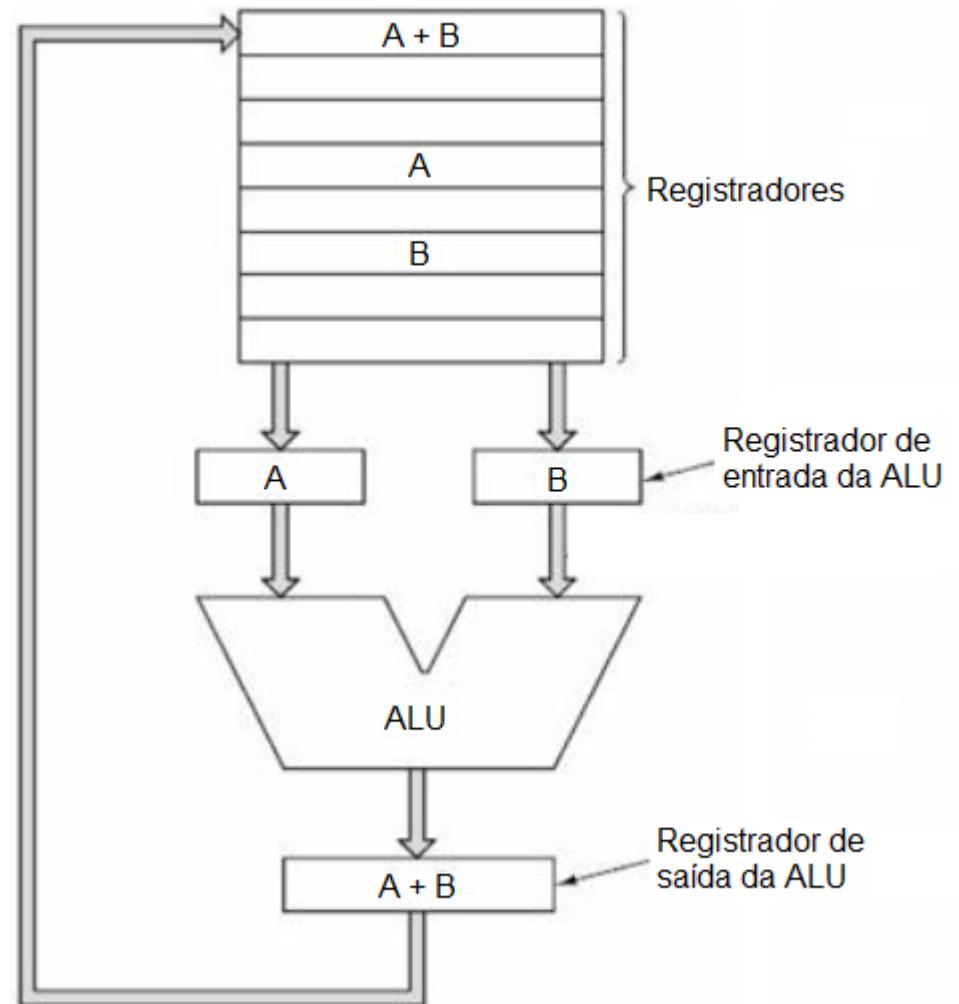 A + B
A
B
Registradores
A
B
Registrador de
entrada da ALU
ALU
A + B
Registrador de
saída da ALU